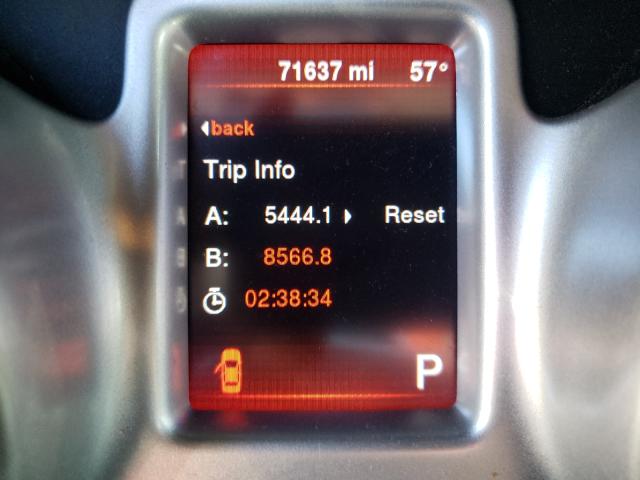 71637 mi 57°
back
Trip Info
A: 5444.1 Reset
B: 8566.8
02:38:34
P